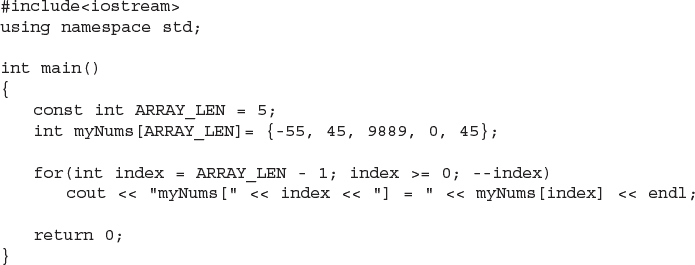 #include<iostream>
using namespace std;
int main()
{
const int ARRAY_LEN = 5;
int myNums[ARRAY_LEN]= {-55, 45, 9889, 0, 45};
for(int index = ARRAY_LEN - 1; index >= 0; --index)
cout << "myNums[" << index << "] = " << myNums[index] << endl;
return 0;
}